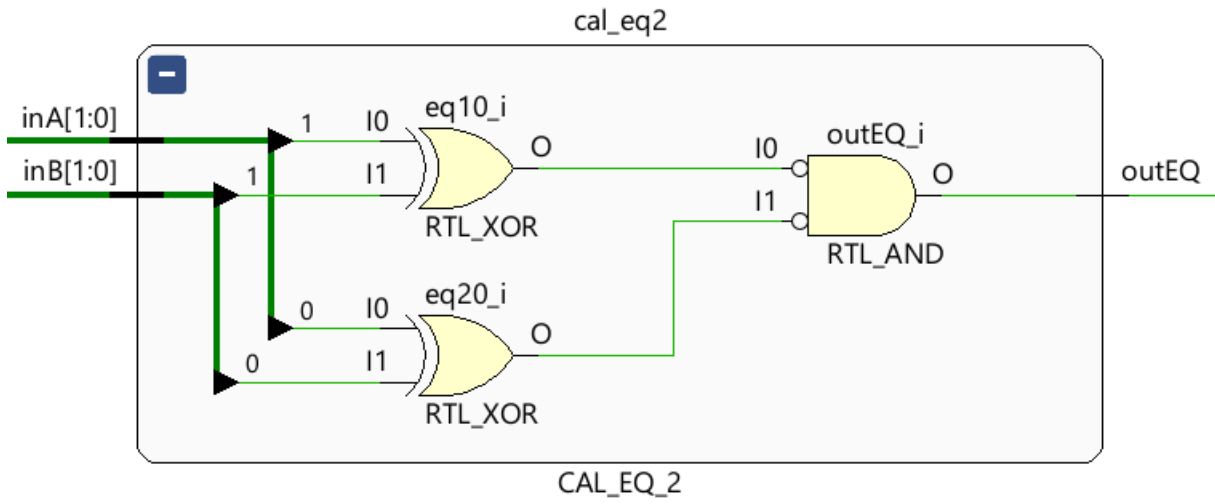 cal_eq2
inA[1:0]
inB[1:0]
1
I0
eq10_i
O
1
I1
RTL_XOR
0
I0
eq20_i
O
0
I1
RTL_XOR
I0
outEQ_i
O
I1
RTL_AND
outEQ
CAL_EQ_2